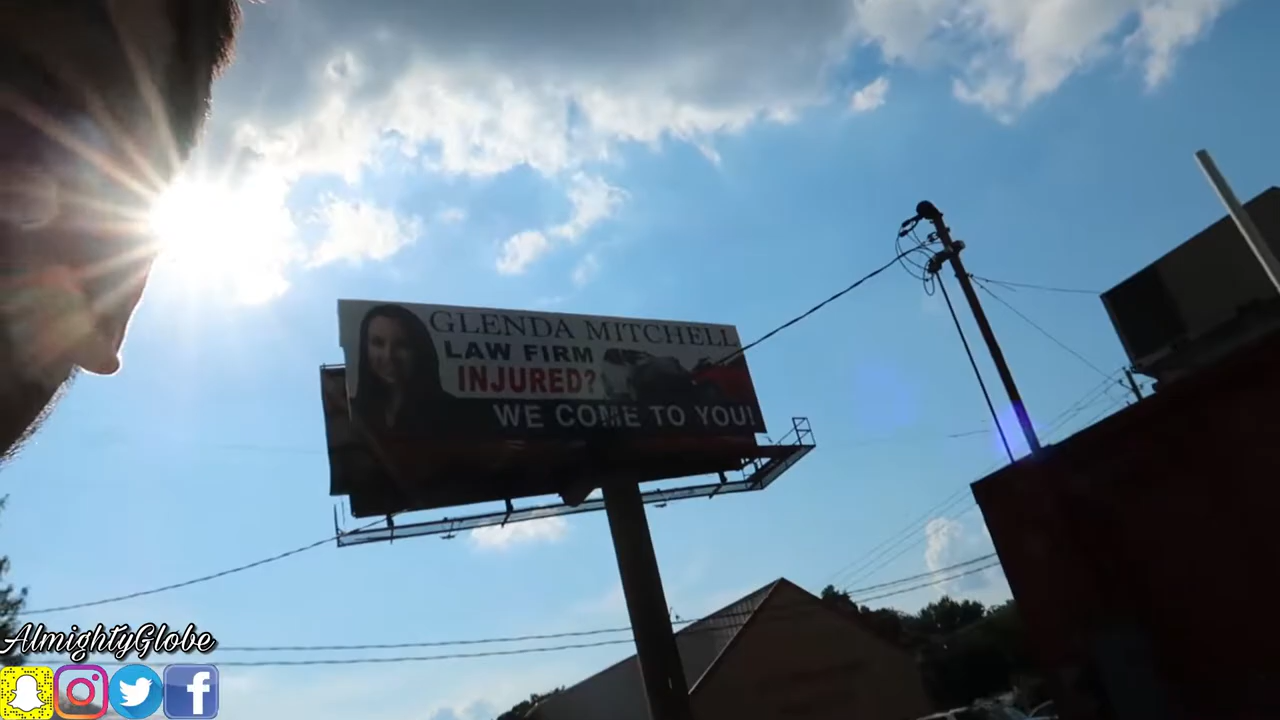 GLENDA MITCHELL
LAW FIRM
INJURED?
WE COME TO YOU!
AlmightyGlobe